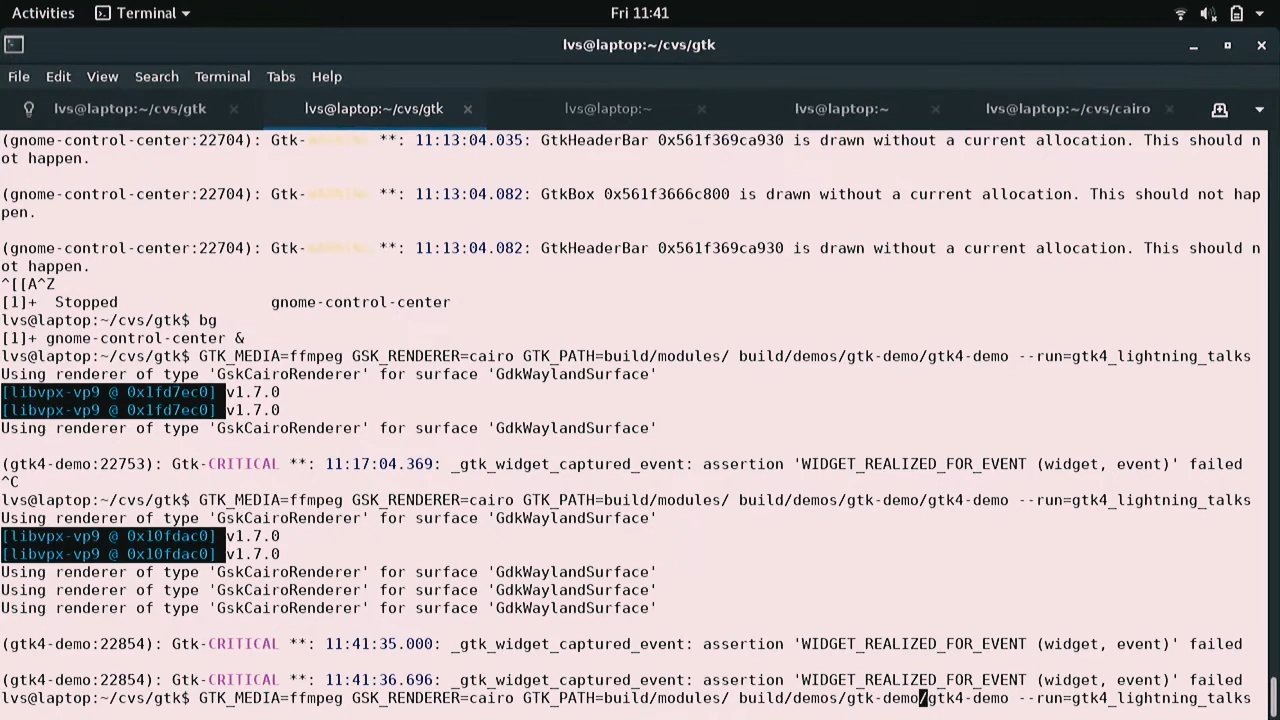 Activities Terminal Fri 11:41
lvs@laptop:~/cvs/gtk
File Edit View Search Terminal Tabs Help
lvs@laptop:~/cvs/gtk lvs@laptop:~/cvs/gtk lvs@laptop:~ lvs@laptop:~ lvs@laptop:~/cvs/cairo
(gnome-control-center:22704): Gtk-WARNING **: 11:13:04.035: GtkHeaderBar 0x561f369ca930 is drawn without a current allocation. This should n
ot happen.
(gnome-control-center:22704): Gtk-WARNING **: 11:13:04.082: GtkBox 0x561f3666c800 is drawn without a current allocation. This should not hap
pen.
(gnome-control-center:22704): Gtk-WARNING **: 11:13:04.082: GtkHeaderBar 0x561f369ca930 is drawn without a current allocation. This should n
ot happen.
^[[A^Z
[1]+  Stopped                 gnome-control-center
lvs@laptop:~/cvs/gtk$ bg
[1]+ gnome-control-center &
lvs@laptop:~/cvs/gtk$ GTK_MEDIA=ffmpeg GSK_RENDERER=cairo GTK_PATH=build/modules/ build/demos/gtk-demo/gtk4-demo --run=gtk4_lightning_talks
Using renderer of type 'GskCairoRenderer' for surface 'GdkWaylandSurface'
[libvpx-vp9 @ 0x1fd7ec0] v1.7.0
[libvpx-vp9 @ 0x1fd7ec0] v1.7.0
Using renderer of type 'GskCairoRenderer' for surface 'GdkWaylandSurface'
(gtk4-demo:22753): Gtk-CRITICAL **: 11:17:04.369: _gtk_widget_captured_event: assertion 'WIDGET_REALIZED_FOR_EVENT (widget, event)' failed
^C
lvs@laptop:~/cvs/gtk$ GTK_MEDIA=ffmpeg GSK_RENDERER=cairo GTK_PATH=build/modules/ build/demos/gtk-demo/gtk4-demo --run=gtk4_lightning_talks
Using renderer of type 'GskCairoRenderer' for surface 'GdkWaylandSurface'
[libvpx-vp9 @ 0x10fdac0] v1.7.0
[libvpx-vp9 @ 0x10fdac0] v1.7.0
Using renderer of type 'GskCairoRenderer' for surface 'GdkWaylandSurface'
Using renderer of type 'GskCairoRenderer' for surface 'GdkWaylandSurface'
Using renderer of type 'GskCairoRenderer' for surface 'GdkWaylandSurface'
(gtk4-demo:22854): Gtk-CRITICAL **: 11:41:35.000: _gtk_widget_captured_event: assertion 'WIDGET_REALIZED_FOR_EVENT (widget, event)' failed
(gtk4-demo:22854): Gtk-CRITICAL **: 11:41:36.696: _gtk_widget_captured_event: assertion 'WIDGET_REALIZED_FOR_EVENT (widget, event)' failed
lvs@laptop:~/cvs/gtk$ GTK_MEDIA=ffmpeg GSK_RENDERER=cairo GTK_PATH=build/modules/ build/demos/gtk-demo/gtk4-demo --run=gtk4_lightning_talks